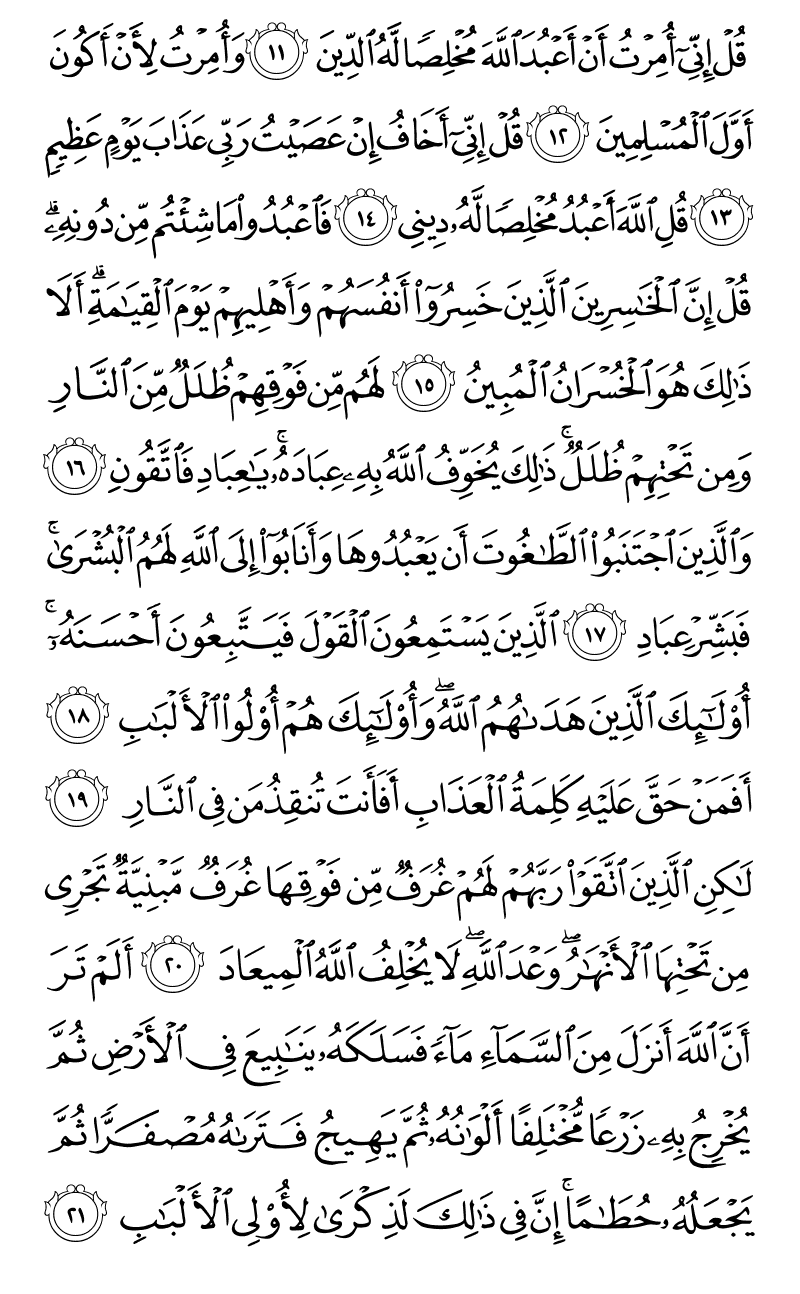 قُلۡ إِنِّيٓ أُمِرۡتُ أَنۡ أَعۡبُدَ ٱللَّهَ مُخۡلِصٗا لَّهُ ٱلدِّينَ ١١ وَأُمِرۡتُ لِأَنۡ أَكُونَ
أَوَّلَ ٱلۡمُسۡلِمِينَ ١٢ قُلۡ إِنِّيٓ أَخَافُ إِنۡ عَصَيۡتُ رَبِّي عَذَابَ يَوۡمٍ عَظِيمٖ
١٣ قُلِ ٱللَّهَ أَعۡبُدُ مُخۡلِصٗا لَّهُۥ دِينِي ١٤ فَٱعۡبُدُواْ مَا شِئۡتُم مِّن دُونِهِۦۗ
قُلۡ إِنَّ ٱلۡخَٰسِرِينَ ٱلَّذِينَ خَسِرُوٓاْ أَنفُسَهُمۡ وَأَهۡلِيهِمۡ يَوۡمَ ٱلۡقِيَٰمَةِۗ أَلَا
ذَٰلِكَ هُوَ ٱلۡخُسۡرَانُ ٱلۡمُبِينُ ١٥ لَهُم مِّن فَوۡقِهِمۡ ظُلَلٞ مِّنَ ٱلنَّارِ
وَمِن تَحۡتِهِمۡ ظُلَلٞۚ ذَٰلِكَ يُخَوِّفُ ٱللَّهُ بِهِۦ عِبَادَهُۥۚ يَٰعِبَادِ فَٱتَّقُونِ ١٦
وَٱلَّذِينَ ٱجۡتَنَبُواْ ٱلطَّٰغُوتَ أَن يَعۡبُدُوهَا وَأَنَابُوٓاْ إِلَى ٱللَّهِ لَهُمُ ٱلۡبُشۡرَىٰۚ
فَبَشِّرۡ عِبَادِ ١٧ ٱلَّذِينَ يَسۡتَمِعُونَ ٱلۡقَوۡلَ فَيَتَّبِعُونَ أَحۡسَنَهُۥٓۚ
أُوْلَٰٓئِكَ ٱلَّذِينَ هَدَىٰهُمُ ٱللَّهُۖ وَأُوْلَٰٓئِكَ هُمۡ أُوْلُواْ ٱلۡأَلۡبَٰبِ ١٨
أَفَمَنۡ حَقَّ عَلَيۡهِ كَلِمَةُ ٱلۡعَذَابِ أَفَأَنتَ تُنقِذُ مَن فِي ٱلنَّارِ ١٩
لَٰكِنِ ٱلَّذِينَ ٱتَّقَوۡاْ رَبَّهُمۡ لَهُمۡ غُرَفٞ مِّن فَوۡقِهَا غُرَفٞ مَّبۡنِيَّةٞ تَجۡرِي
مِن تَحۡتِهَا ٱلۡأَنۡهَٰرُۖ وَعۡدَ ٱللَّهِۖ لَا يُخۡلِفُ ٱللَّهُ ٱلۡمِيعَادَ ٢٠ أَلَمۡ تَرَ
أَنَّ ٱللَّهَ أَنزَلَ مِنَ ٱلسَّمَآءِ مَآءٗ فَسَلَكَهُۥ يَنَٰبِيعَ فِي ٱلۡأَرۡضِ ثُمَّ
يُخۡرِجُ بِهِۦ زَرۡعٗا مُّخۡتَلِفًا أَلۡوَٰنُهُۥ ثُمَّ يَهِيجُ فَتَرَىٰهُ مُصۡفَرّٗا ثُمَّ
يَجۡعَلُهُۥ حُطَٰمًاۚ إِنَّ فِي ذَٰلِكَ لَذِكۡرَىٰ لِأُوْلِي ٱلۡأَلۡبَٰبِ ٢١